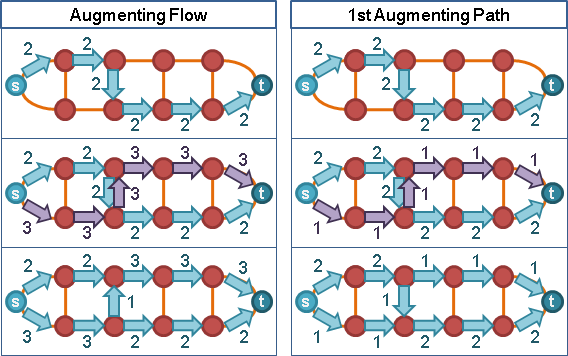 Augmenting Flow
1st Augmenting Path
2 2
s 2 t
2 2 2
2 2
s 2 t
2 2 2
2 2 3 3 3
s 2 3 t
3 3 2 2 2
2 2 1 1 1
s 2 1 t
1 1 2 2 2
2 2 3 3 3
s 1 t
3 3 2 2 2
2 2 1 1 1
s 1 t
1 1 2 2 2